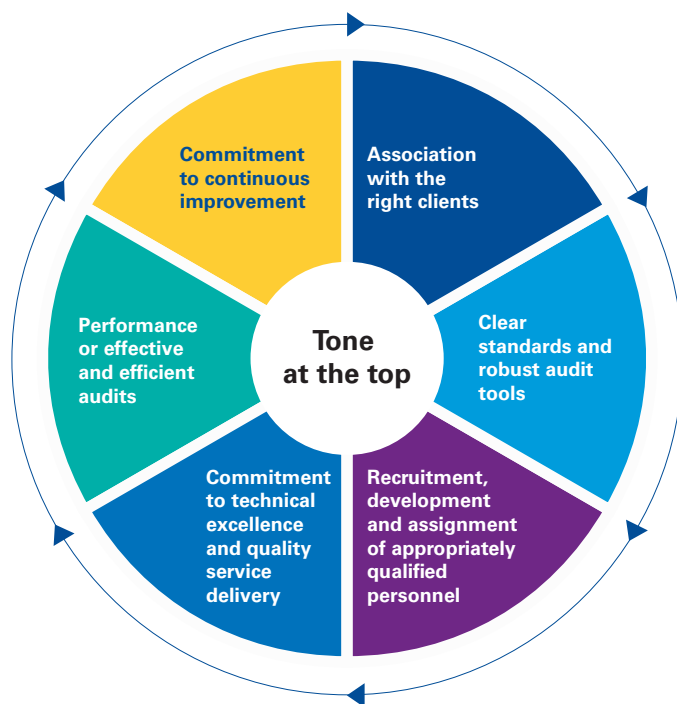 Commitment
to continuous
improvement
Association
with the
right clients
Clear
standards and
robust audit
tools
Recruitment,
development
and assignment
of appropriately
qualified
personnel
Commitment
to technical
excellence
and quality
service
delivery
Performance
or effective
and efficient
audits
Tone
at the top